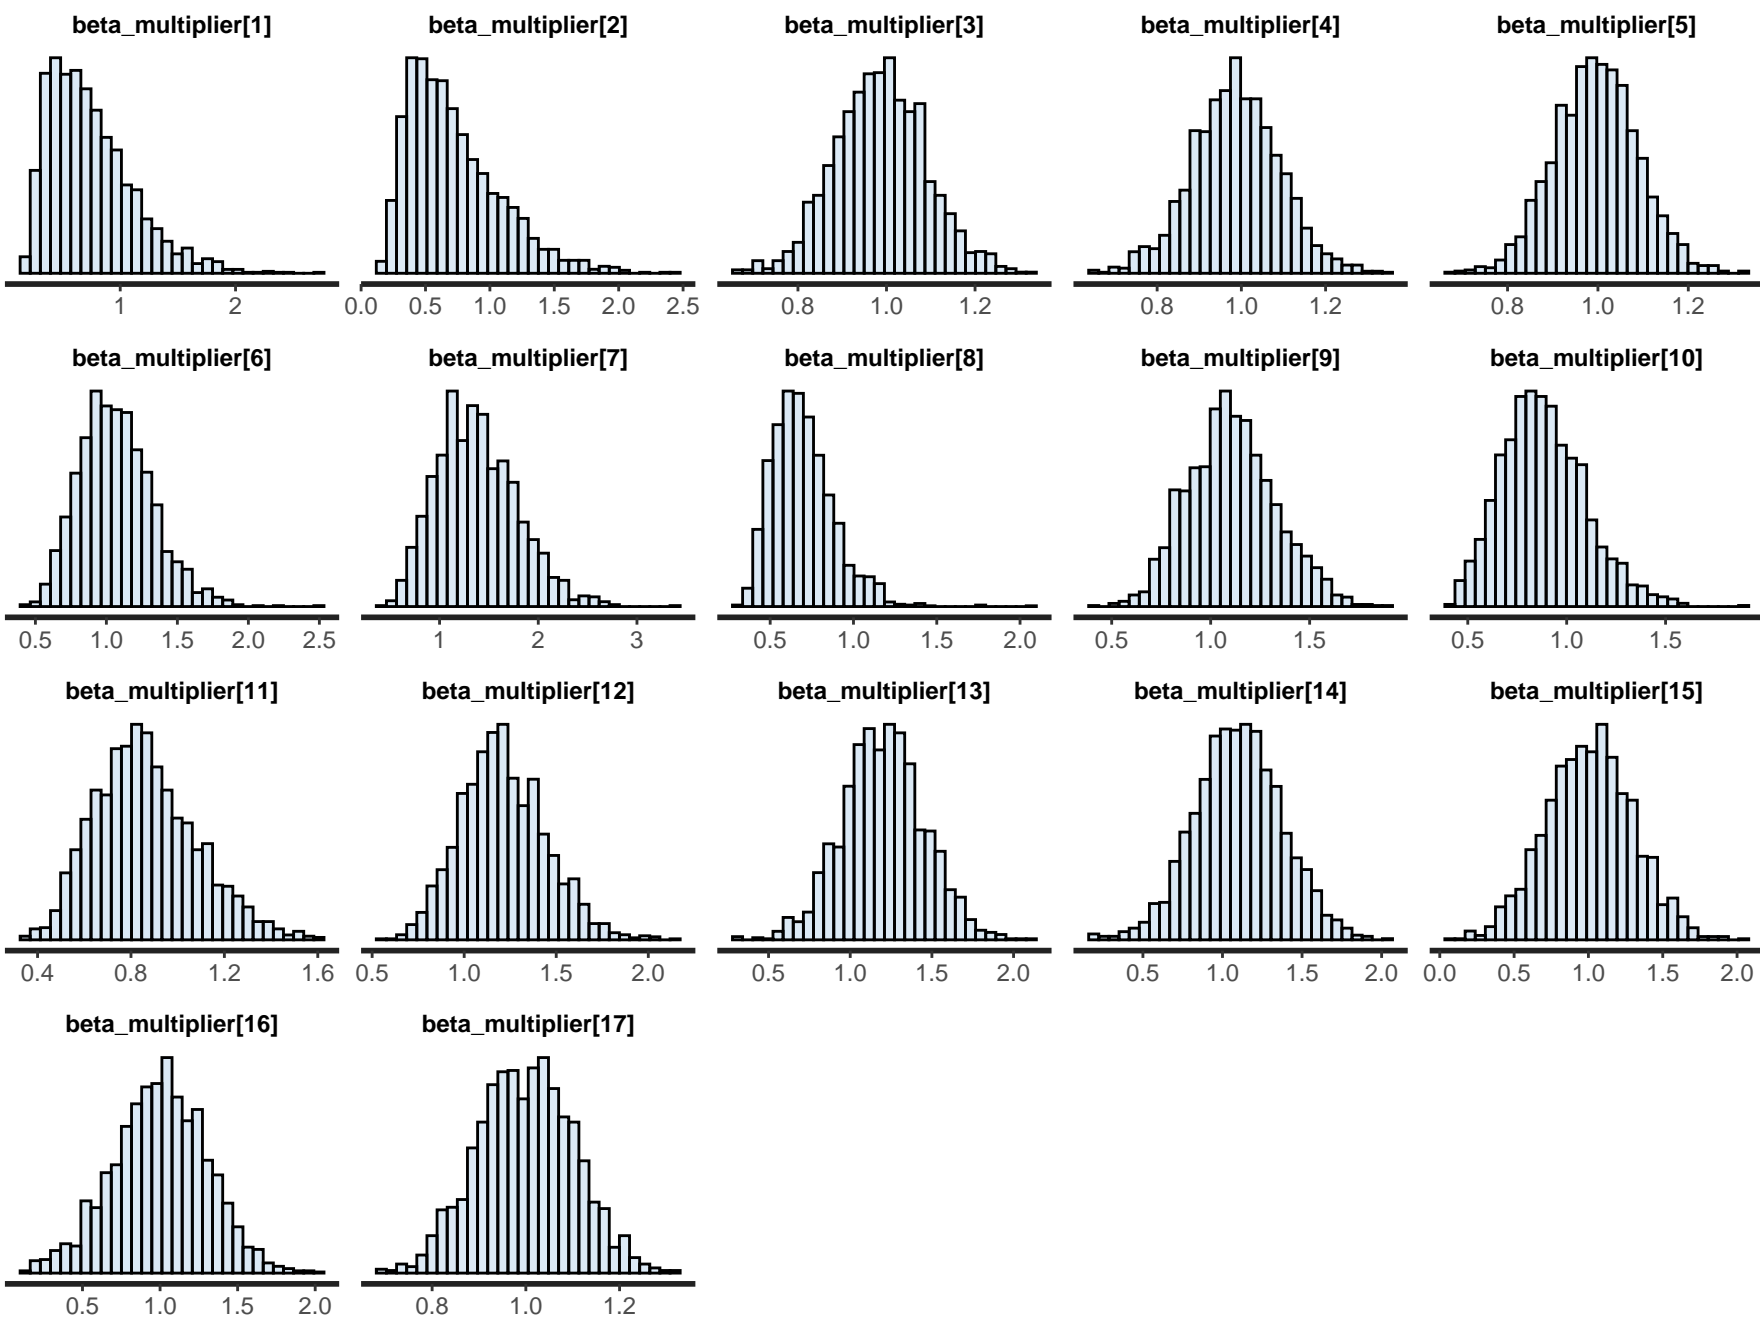 beta_multiplier[1] beta_multiplier[2] beta_multiplier[3] beta_multiplier[4] beta_multiplier[5]
1 2 0.0 0.5 1.0 1.5 2.0 2.5 0.8 1.0 1.2 0.8 1.0 1.2 0.8 1.0 1.2
beta_multiplier[6] beta_multiplier[7] beta_multiplier[8] beta_multiplier[9] beta_multiplier[10]
0.5 1.0 1.5 2.0 2.5 1 2 3 0.5 1.0 1.5 2.0 0.5 1.0 1.5 0.5 1.0 1.5
beta_multiplier[11] beta_multiplier[12] beta_multiplier[13] beta_multiplier[14] beta_multiplier[15]
0.4 0.8 1.2 1.6 0.5 1.0 1.5 2.0 0.5 1.0 1.5 2.0 0.5 1.0 1.5 2.0 0.0 0.5 1.0 1.5 2.0
beta_multiplier[16] beta_multiplier[17]
0.5 1.0 1.5 2.0 0.8 1.0 1.2